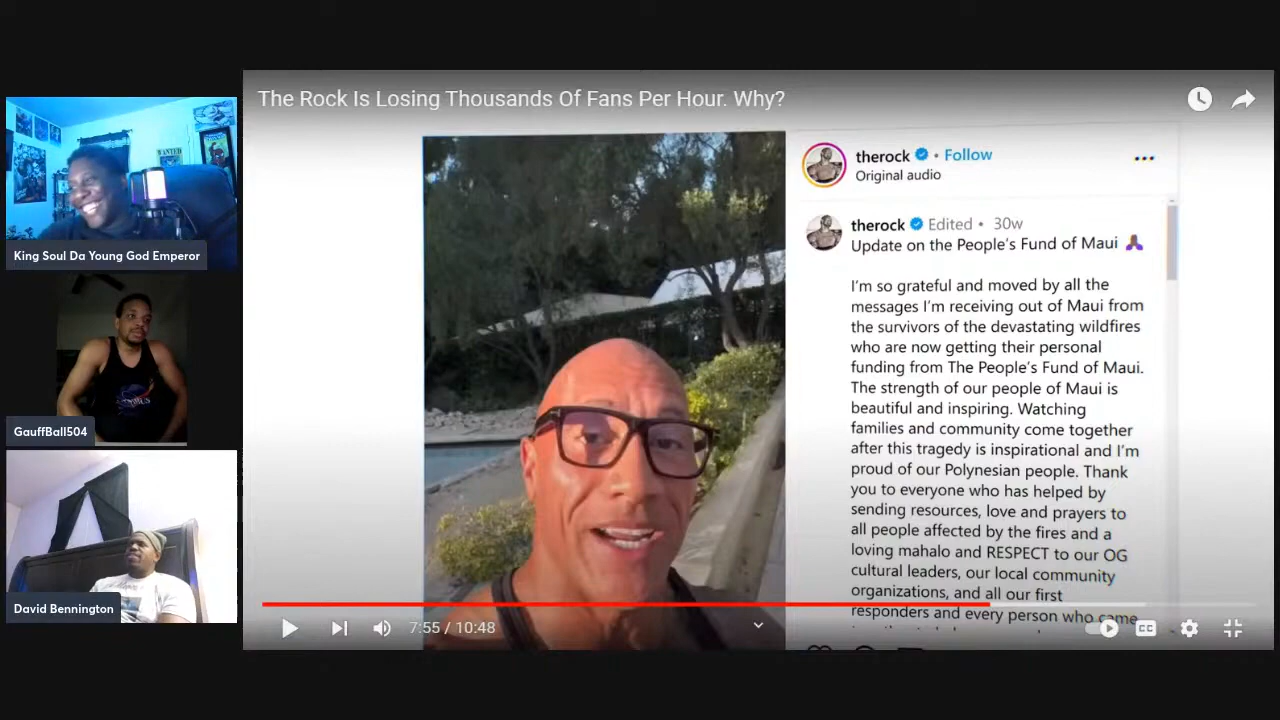 The Rock Is Losing Thousands Of Fans Per Hour. Why?
therock • Follow
Original audio
therock Edited • 30w
Update on the People's Fund of Maui
I'm so grateful and moved by all the
messages I'm receiving out of Maui from
the survivors of the devastating wildfires
who are now getting their personal
funding from The People's Fund of Maui.
The strength of our people of Maui is
beautiful and inspiring. Watching
families and community come together
after this tragedy is inspirational and I'm
proud of our Polynesian people. Thank
you to everyone who has helped by
sending resources, love and prayers to
all people affected by the fires and a
loving mahalo and RESPECT to our OG
cultural leaders, our local community
organizations, and all our first
responders and every person who came
7:55 / 10:48
CC
WANTED
King Soul Da Young God Emperor
GauffBall504
David Bennington